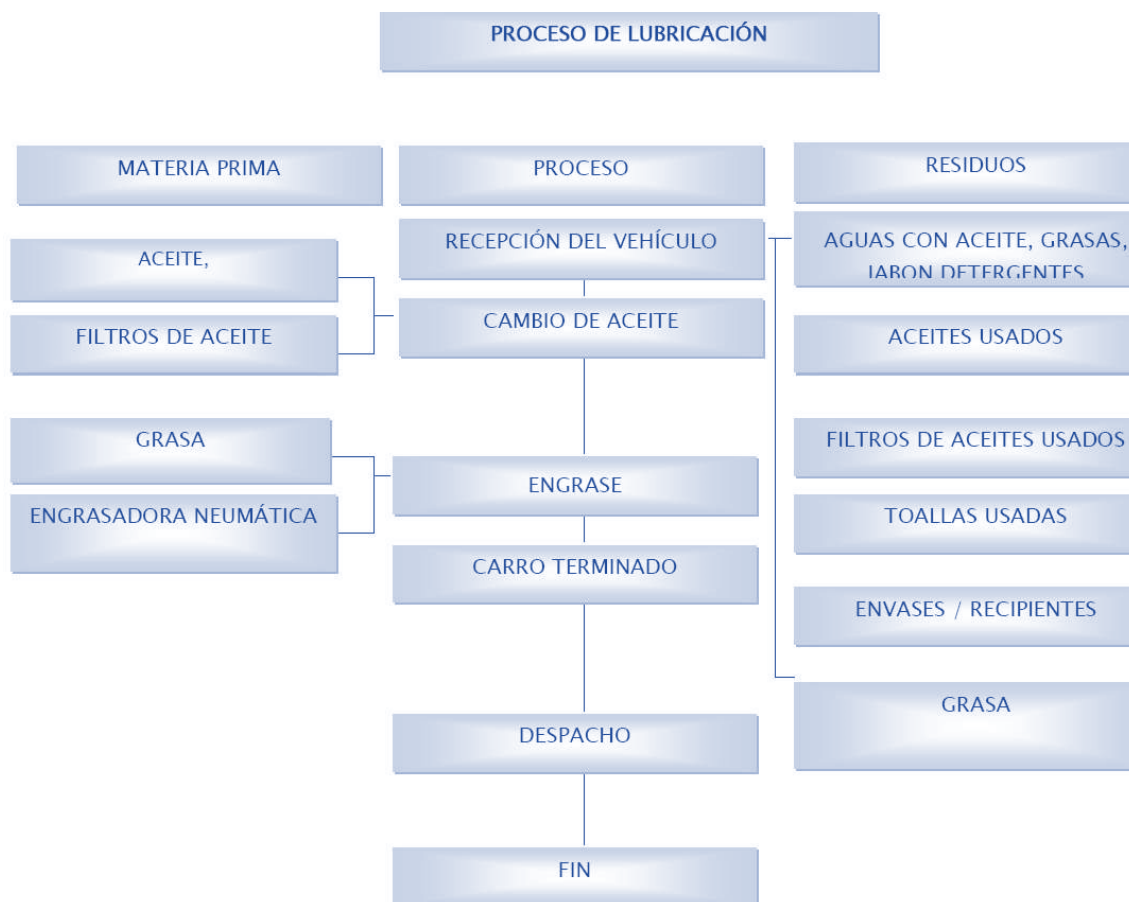 PROCESO DE LUBRICACIÓN
MATERIA PRIMA
PROCESO
RESIDUOS
RECEPCIÓN DEL VEHÍCULO
AGUAS CON ACEITE, GRASAS,
JABON DETERGENTES
ACEITE,
CAMBIO DE ACEITE
FILTROS DE ACEITE
ACEITES USADOS
GRASA
FILTROS DE ACEITES USADOS
ENGRASE
ENGRASADORA NEUMÁTICA
TOALLAS USADAS
CARRO TERMINADO
ENVASES / RECIPIENTES
GRASA
DESPACHO
FIN